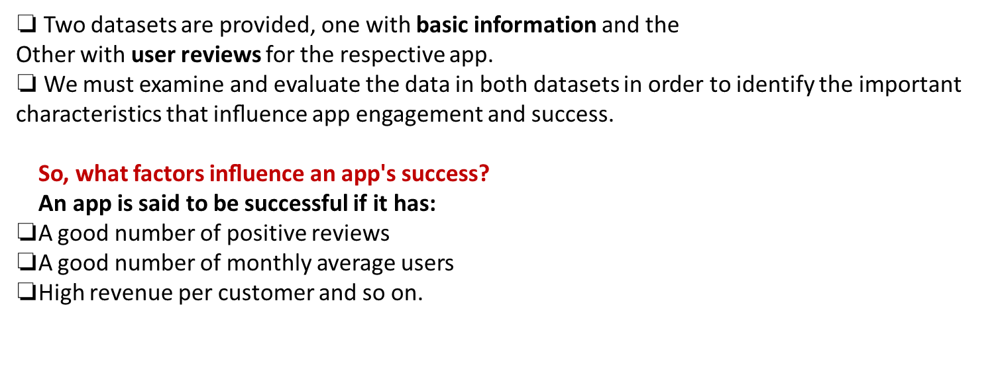 ❏ Two datasets are provided, one with basic information and the
Other with user reviews for the respective app.
❏ We must examine and evaluate the data in both datasets in order to identify the important
characteristics that influence app engagement and success.
So, what factors influence an app's success?
An app is said to be successful if it has:
❏A good number of positive reviews
❏A good number of monthly average users
❏High revenue per customer and so on.